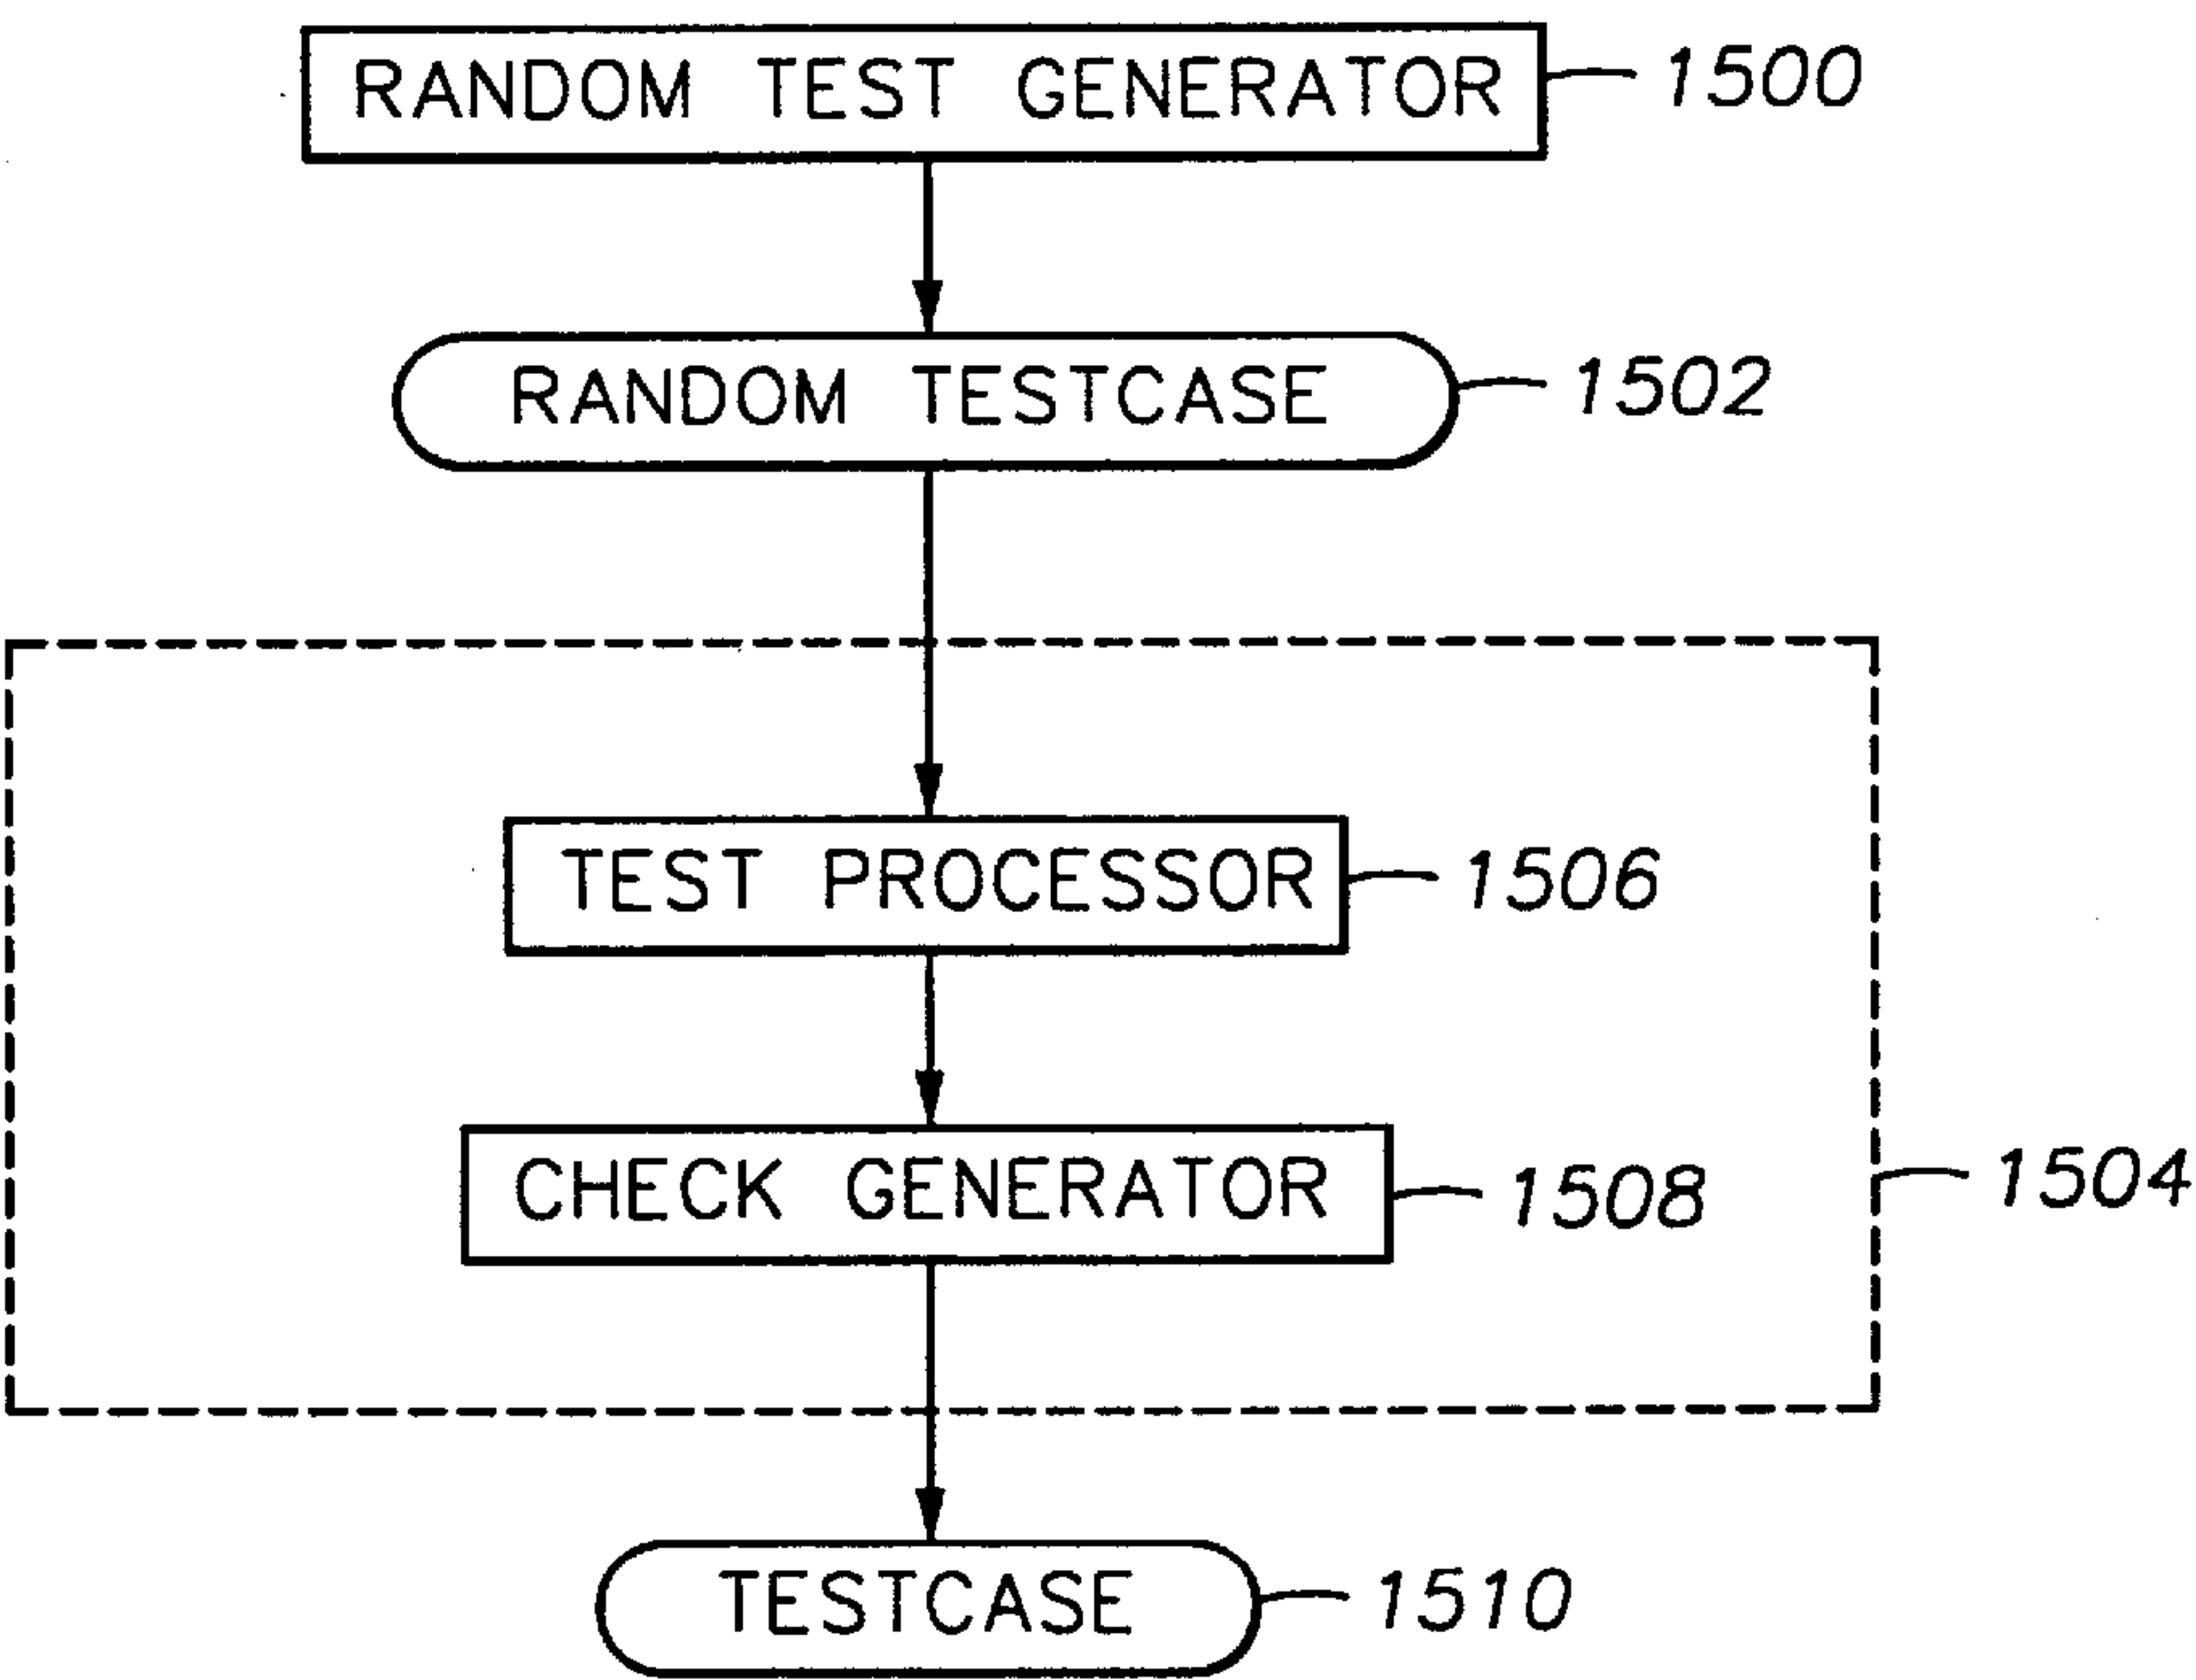 RANDOM TEST GENERATOR 1500
RANDOM TESTCASE 1502
TEST PROCESSOR 1506
CHECK GENERATOR 1508
1504
TESTCASE 1510